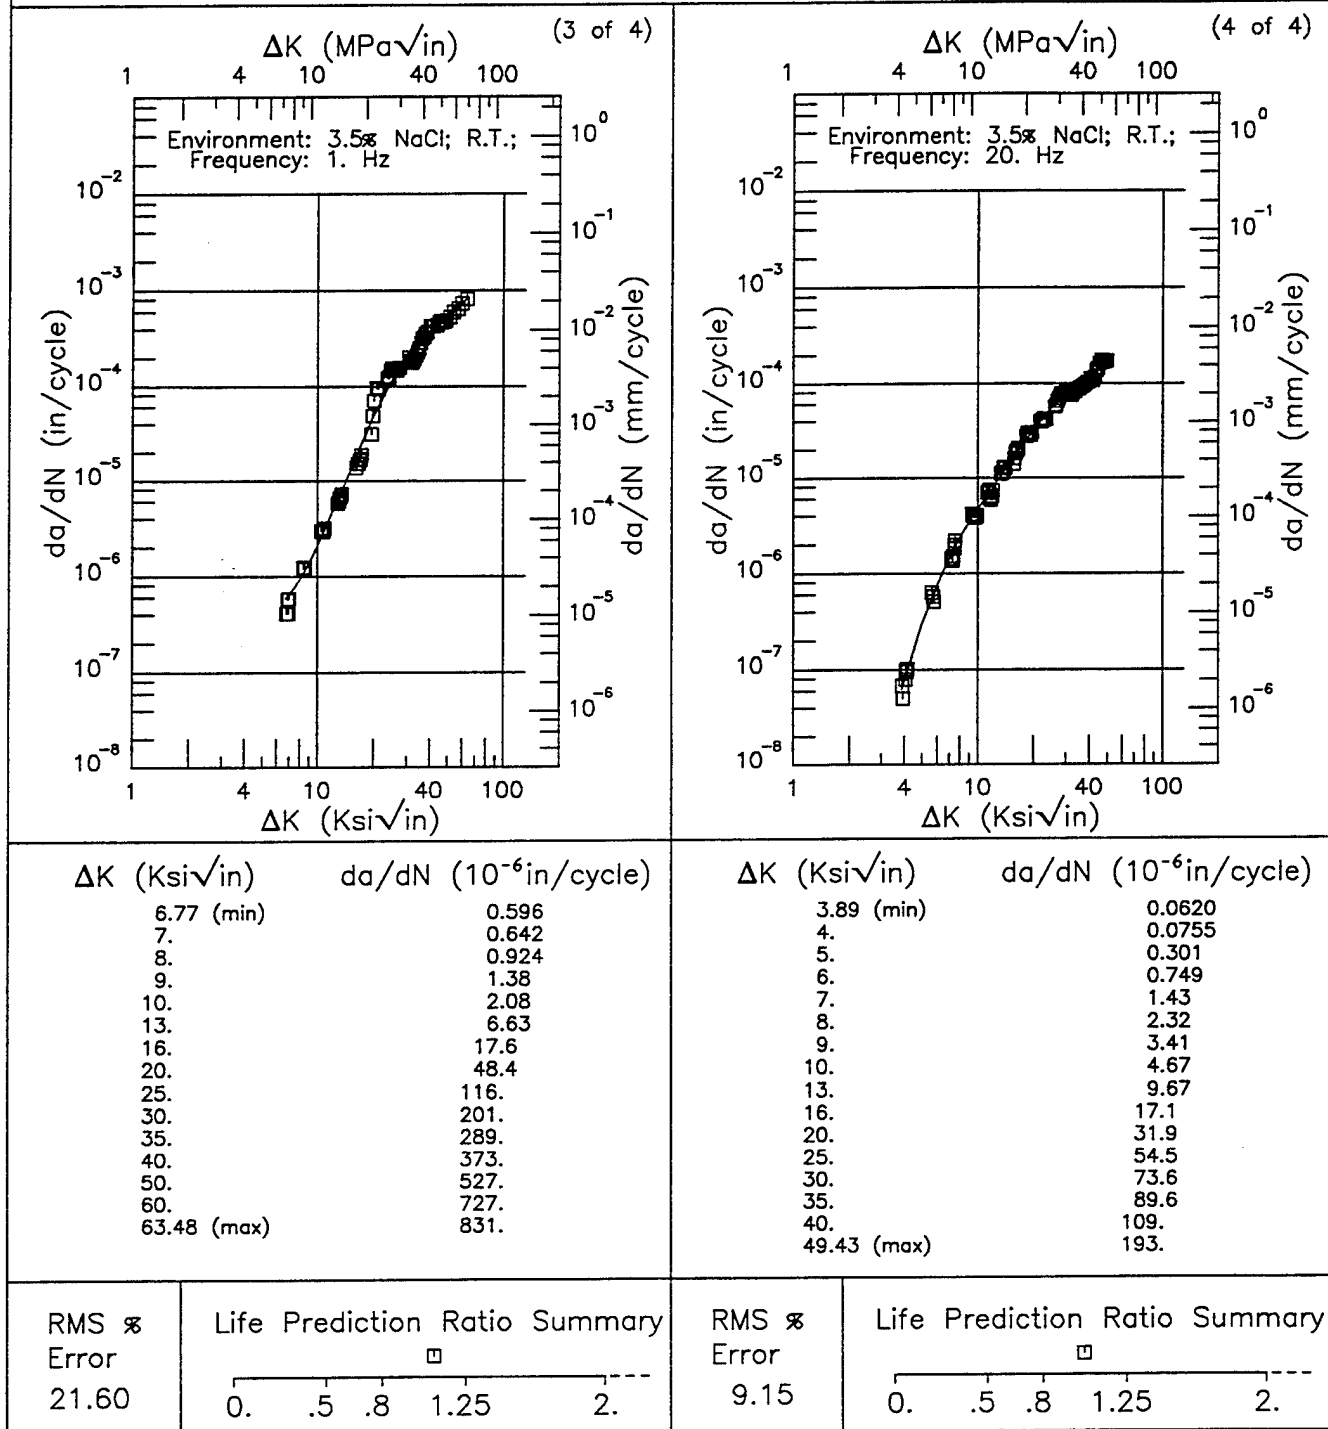 (3 of 4)
ΔK (MPa√in)
1 4 10 40 100
Environment: 3.5% NaCl; R.T.;
Frequency: 1. Hz
10⁻²
10⁻³
10⁻⁴
10⁻⁵
10⁻⁶
10⁻⁷
10⁻⁸
da/dN (in/cycle)
10⁰
10⁻¹
10⁻²
10⁻³
10⁻⁴
10⁻⁵
10⁻⁶
da/dN (mm/cycle)
1 4 10 40 100
ΔK (Ksi√in)
(4 of 4)
ΔK (MPa√in)
1 4 10 40 100
Environment: 3.5% NaCl; R.T.;
Frequency: 20. Hz
10⁻²
10⁻³
10⁻⁴
10⁻⁵
10⁻⁶
10⁻⁷
10⁻⁸
da/dN (in/cycle)
10⁰
10⁻¹
10⁻²
10⁻³
10⁻⁴
10⁻⁵
10⁻⁶
da/dN (mm/cycle)
1 4 10 40 100
ΔK (Ksi√in)
ΔK (Ksi√in) da/dN (10⁻⁶in/cycle)
6.77 (min) 0.596
7. 0.642
8. 0.924
9. 1.38
10. 2.08
13. 6.63
16. 17.6
20. 48.4
25. 116.
30. 201.
35. 289.
40. 373.
50. 527.
60. 727.
63.48 (max) 831.
ΔK (Ksi√in) da/dN (10⁻⁶in/cycle)
3.89 (min) 0.0620
4. 0.0755
5. 0.301
6. 0.749
7. 1.43
8. 2.32
9. 3.41
10. 4.67
13. 9.67
16. 17.1
20. 31.9
25. 54.5
30. 73.6
35. 89.6
40. 109.
49.43 (max) 193.
RMS %
Error
21.60
Life Prediction Ratio Summary
0. .5 .8 1.25 2.
RMS %
Error
9.15
Life Prediction Ratio Summary
0. .5 .8 1.25 2.